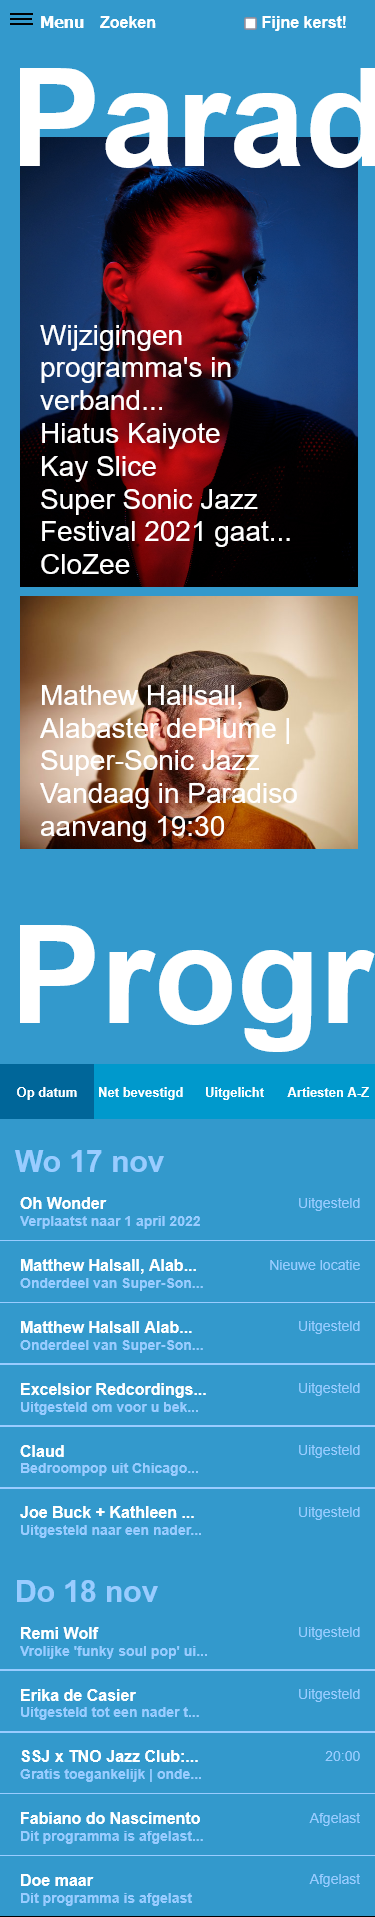 Menu Zoeken Fijne kerst!
Parad
Wijzigingen
programma's in
verband...
Hiatus Kaiyote
Kay Slice
Super Sonic Jazz
Festival 2021 gaat...
CloZee
Mathew Hallsall,
Alabaster dePlume |
Super-Sonic Jazz
Vandaag in Paradiso
aanvang 19:30
Progr
Op datum Net bevestigd Uitgelicht Artiesten A-Z
Wo 17 nov
Oh Wonder Uitgesteld
Verplaatst naar 1 april 2022
Matthew Halsall, Alab... Nieuwe locatie
Onderdeel van Super-Son...
Matthew Halsall Alab... Uitgesteld
Onderdeel van Super-Son...
Excelsior Redcordings... Uitgesteld
Uitgesteld om voor u bek...
Claud Uitgesteld
Bedroompop uit Chicago...
Joe Buck + Kathleen ... Uitgesteld
Uitgesteld naar een nader...
Do 18 nov
Remi Wolf Uitgesteld
Vrolijke 'funky soul pop' ui...
Erika de Casier Uitgesteld
Uitgesteld tot een nader t...
SSJ x TNO Jazz Club:... 20:00
Gratis toegankelijk | onde...
Fabiano do Nascimento Afgelast
Dit programma is afgelast...
Doe maar Afgelast
Dit programma is afgelast